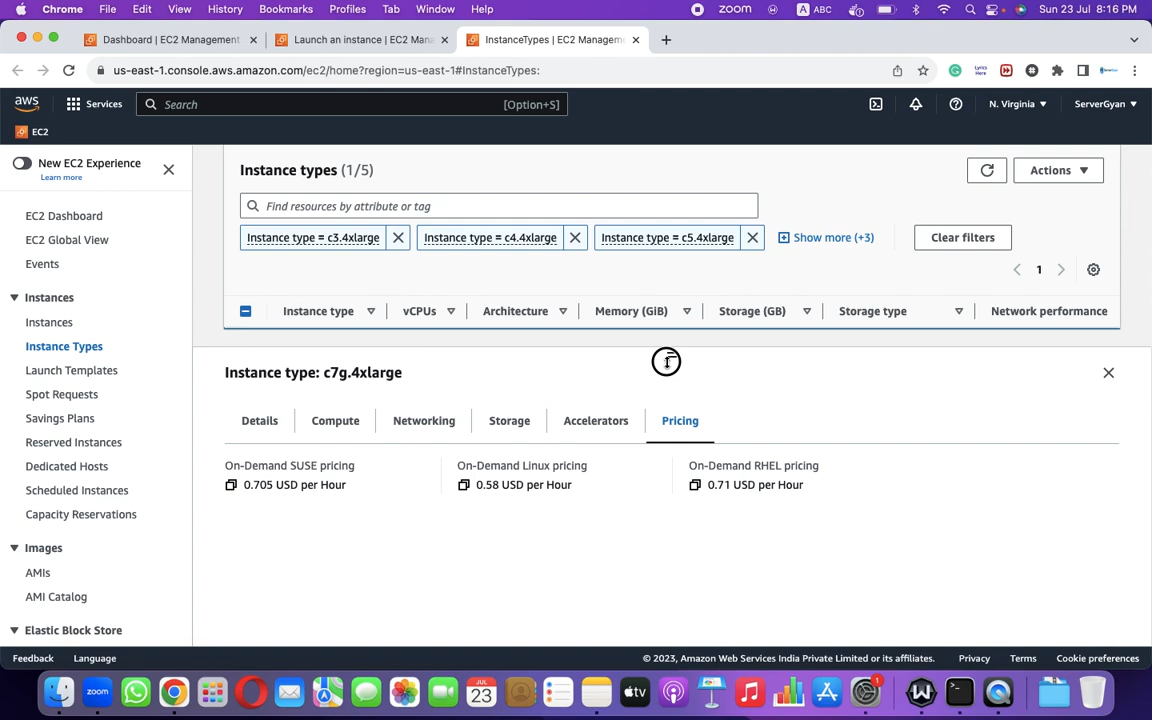 Chrome File Edit View History Bookmarks Profiles Tab Window Help zoom A ABC Sun 23 Jul 8:16 PM
Dashboard | EC2 Management Launch an instance | EC2 Mana InstanceTypes | EC2 Managem
us-east-1.console.aws.amazon.com/ec2/home?region=us-east-1#InstanceTypes:
aws Services Search [Option+S] N. Virginia ServerGyan
EC2
New EC2 Experience
Learn more
EC2 Dashboard
EC2 Global View
Events
Instances
Instances
Instance Types
Launch Templates
Spot Requests
Savings Plans
Reserved Instances
Dedicated Hosts
Scheduled Instances
Capacity Reservations
Images
AMIs
AMI Catalog
Elastic Block Store
Instance types (1/5)
Actions
Find resources by attribute or tag
Instance type = c3.4xlarge Instance type = c4.4xlarge Instance type = c5.4xlarge Show more (+3) Clear filters
1
Instance type vCPUs Architecture Memory (GiB) Storage (GB) Storage type Network performance
Instance type: c7g.4xlarge
Details Compute Networking Storage Accelerators Pricing
On-Demand SUSE pricing On-Demand Linux pricing On-Demand RHEL pricing
0.705 USD per Hour 0.58 USD per Hour 0.71 USD per Hour
Feedback Language © 2023, Amazon Web Services India Private Limited or its affiliates. Privacy Terms Cookie preferences
zoom JUL 23 tv 1